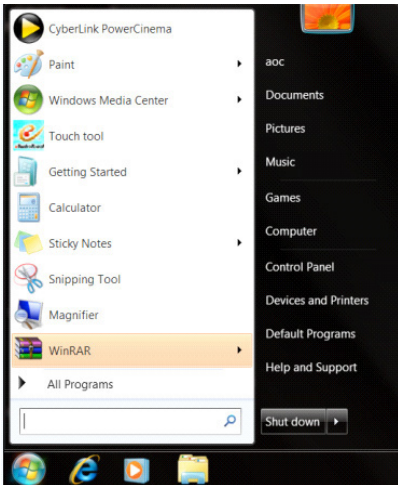 CyberLink PowerCinema
Paint
Windows Media Center
Touch tool
Getting Started
Calculator
Sticky Notes
Snipping Tool
Magnifier
WinRAR
All Programs
aoc
Documents
Pictures
Music
Games
Computer
Control Panel
Devices and Printers
Default Programs
Help and Support
Shut down